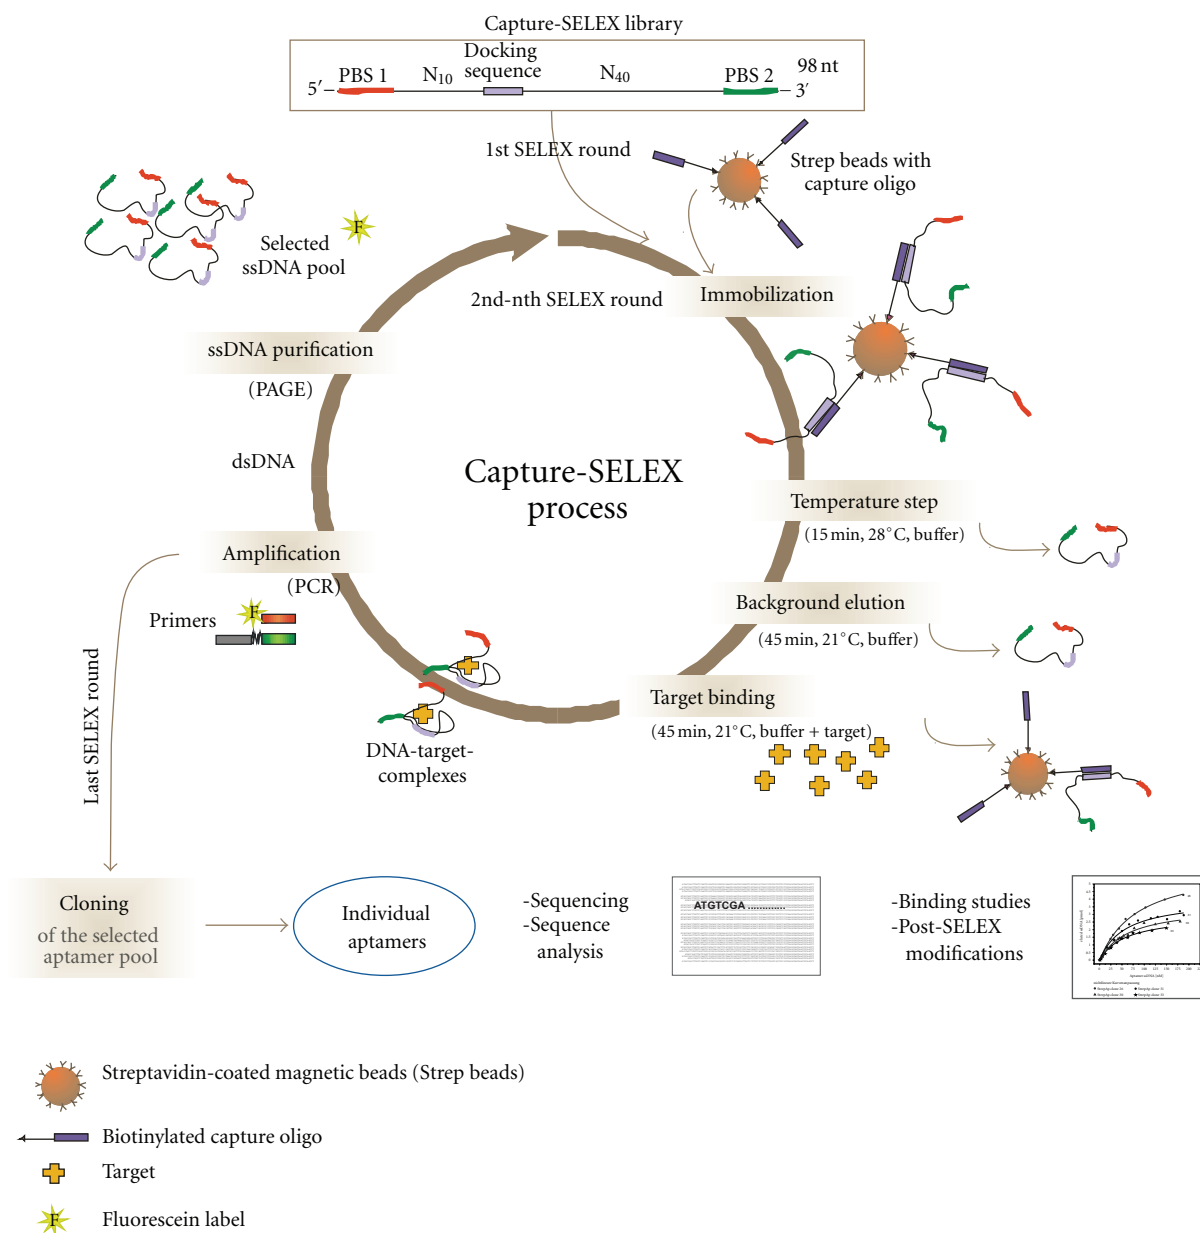 Capture-SELEX library
Docking
sequence
5′
PBS 1
N10
N40
PBS 2
98 nt
3′
1st SELEX round
Strep beads with
capture oligo
Selected
ssDNA pool
F
2nd-nth SELEX round
Immobilization
ssDNA purification
(PAGE)
dsDNA
Capture-SELEX
process
Temperature step
(15 min, 28°C, buffer)
Amplification
(PCR)
Background elution
(45 min, 21°C, buffer)
Primers
F
Target binding
(45 min, 21°C, buffer + target)
DNA-target-
complexes
Last SELEX round
Cloning
of the selected
aptamer pool
Individual
aptamers
-Sequencing
-Sequence
analysis
ATGTCGA ............
-Binding studies
-Post-SELEX
modifications
Streptavidin-coated magnetic beads (Strep beads)
Biotinylated capture oligo
Target
F
Fluorescein label